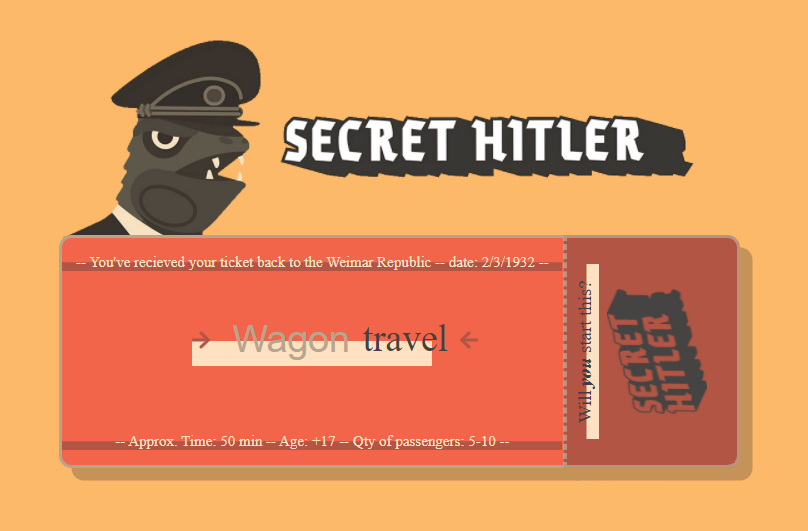 SECRET HITLER
-- You've recieved your ticket back to the Weimar Republic -- date: 2/3/1932 --
Wagon travel
-- Approx. Time: 50 min -- Age: +17 -- Qty of passengers: 5-10 --
Will you start this?
SECRET
HITLER